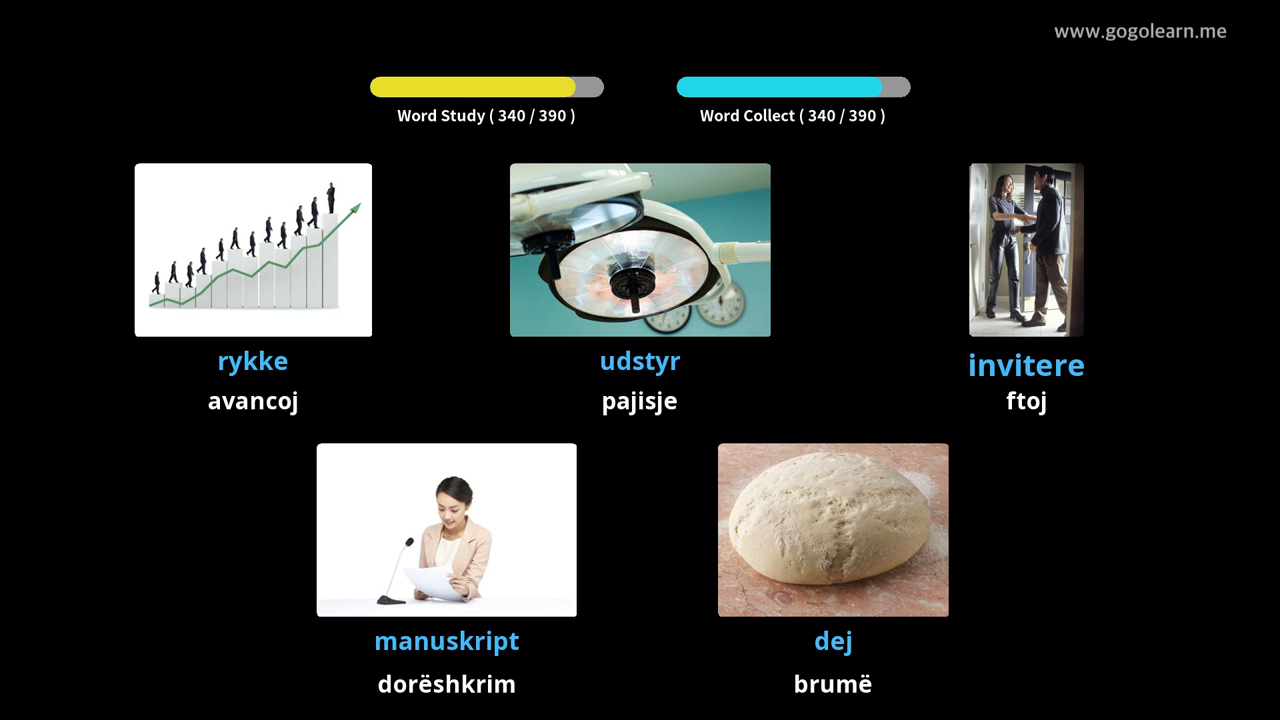 www.gogolearn.me
Word Study ( 340 / 390 )
Word Collect ( 340 / 390 )
rykke
avancoj
udstyr
pajisje
invitere
ftoj
manuskript
dorëshkrim
dej
brumë